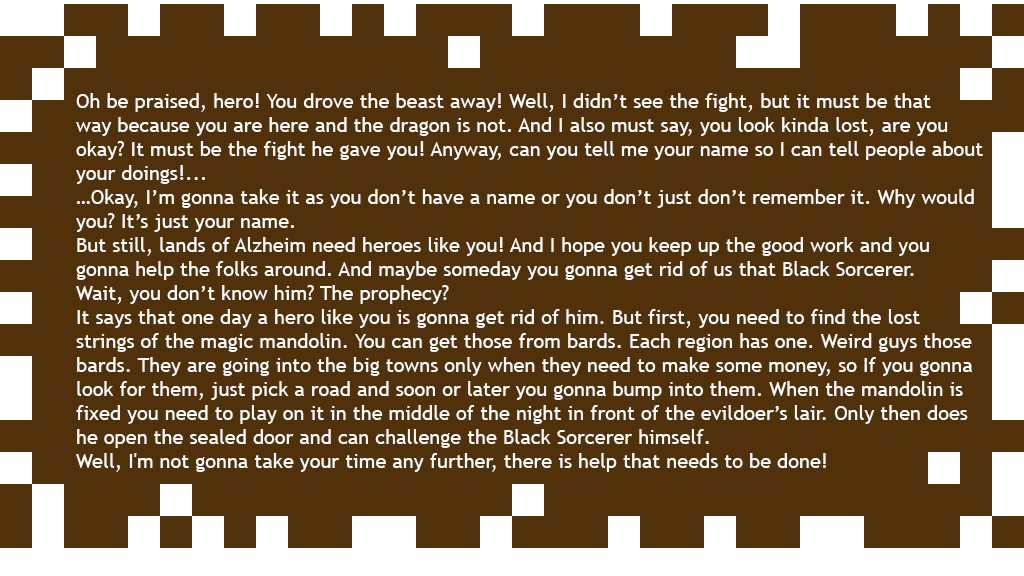 Oh be praised, hero! You drove the beast away! Well, I didn’t see the fight, but it must be that
way because you are here and the dragon is not. And I also must say, you look kinda lost, are you
okay? It must be the fight he gave you! Anyway, can you tell me your name so I can tell people about
your doings!...
…Okay, I’m gonna take it as you don’t have a name or you don’t just don’t remember it. Why would
you? It’s just your name.
But still, lands of Alzheim need heroes like you! And I hope you keep up the good work and you
gonna help the folks around. And maybe someday you gonna get rid of us that Black Sorcerer.
Wait, you don’t know him? The prophecy?
It says that one day a hero like you is gonna get rid of him. But first, you need to find the lost
strings of the magic mandolin. You can get those from bards. Each region has one. Weird guys those
bards. They are going into the big towns only when they need to make some money, so If you gonna
look for them, just pick a road and soon or later you gonna bump into them. When the mandolin is
fixed you need to play on it in the middle of the night in front of the evildoer’s lair. Only then does
he open the sealed door and can challenge the Black Sorcerer himself.
Well, I'm not gonna take your time any further, there is help that needs to be done!